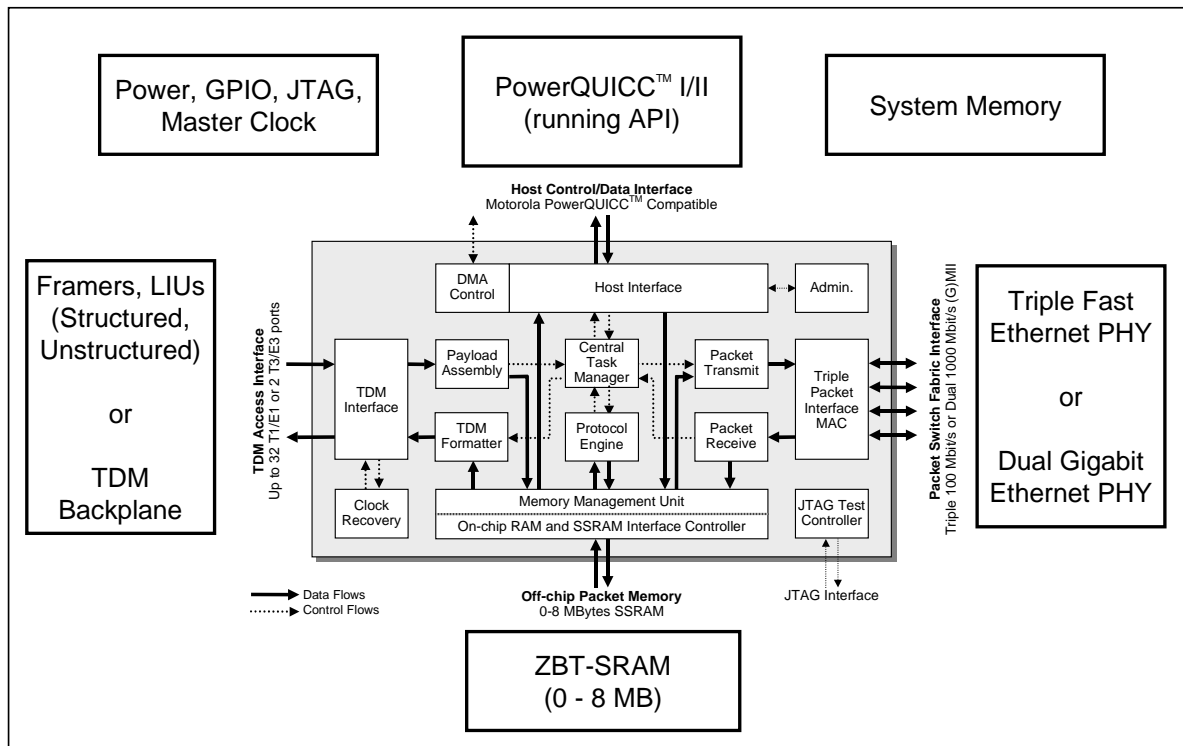 Power, GPIO, JTAG,
Master Clock
PowerQUICC™ I/II
(running API)
System Memory
Host Control/Data Interface
Motorola PowerQUICC™ Compatible
Framers, LIUs
(Structured,
Unstructured)
or
TDM
Backplane
TDM Access Interface
Up to 32 T1/E1 or 2 T3/E3 ports
DMA
Control
Host Interface
Admin.
TDM
Interface
Payload
Assembly
Central
Task
Manager
Packet
Transmit
Triple
Packet
Interface
MAC
TDM
Formatter
Protocol
Engine
Packet
Receive
Clock
Recovery
Memory Management Unit
On-chip RAM and SSRAM Interface Controller
JTAG Test
Controller
Packet Switch Fabric Interface
Triple 100 Mbit/s or Dual 1000 Mbit/s (G)MII
Triple Fast
Ethernet PHY
or
Dual Gigabit
Ethernet PHY
Data Flows
Control Flows
Off-chip Packet Memory
0-8 MBytes SSRAM
JTAG Interface
ZBT-SRAM
(0 - 8 MB)